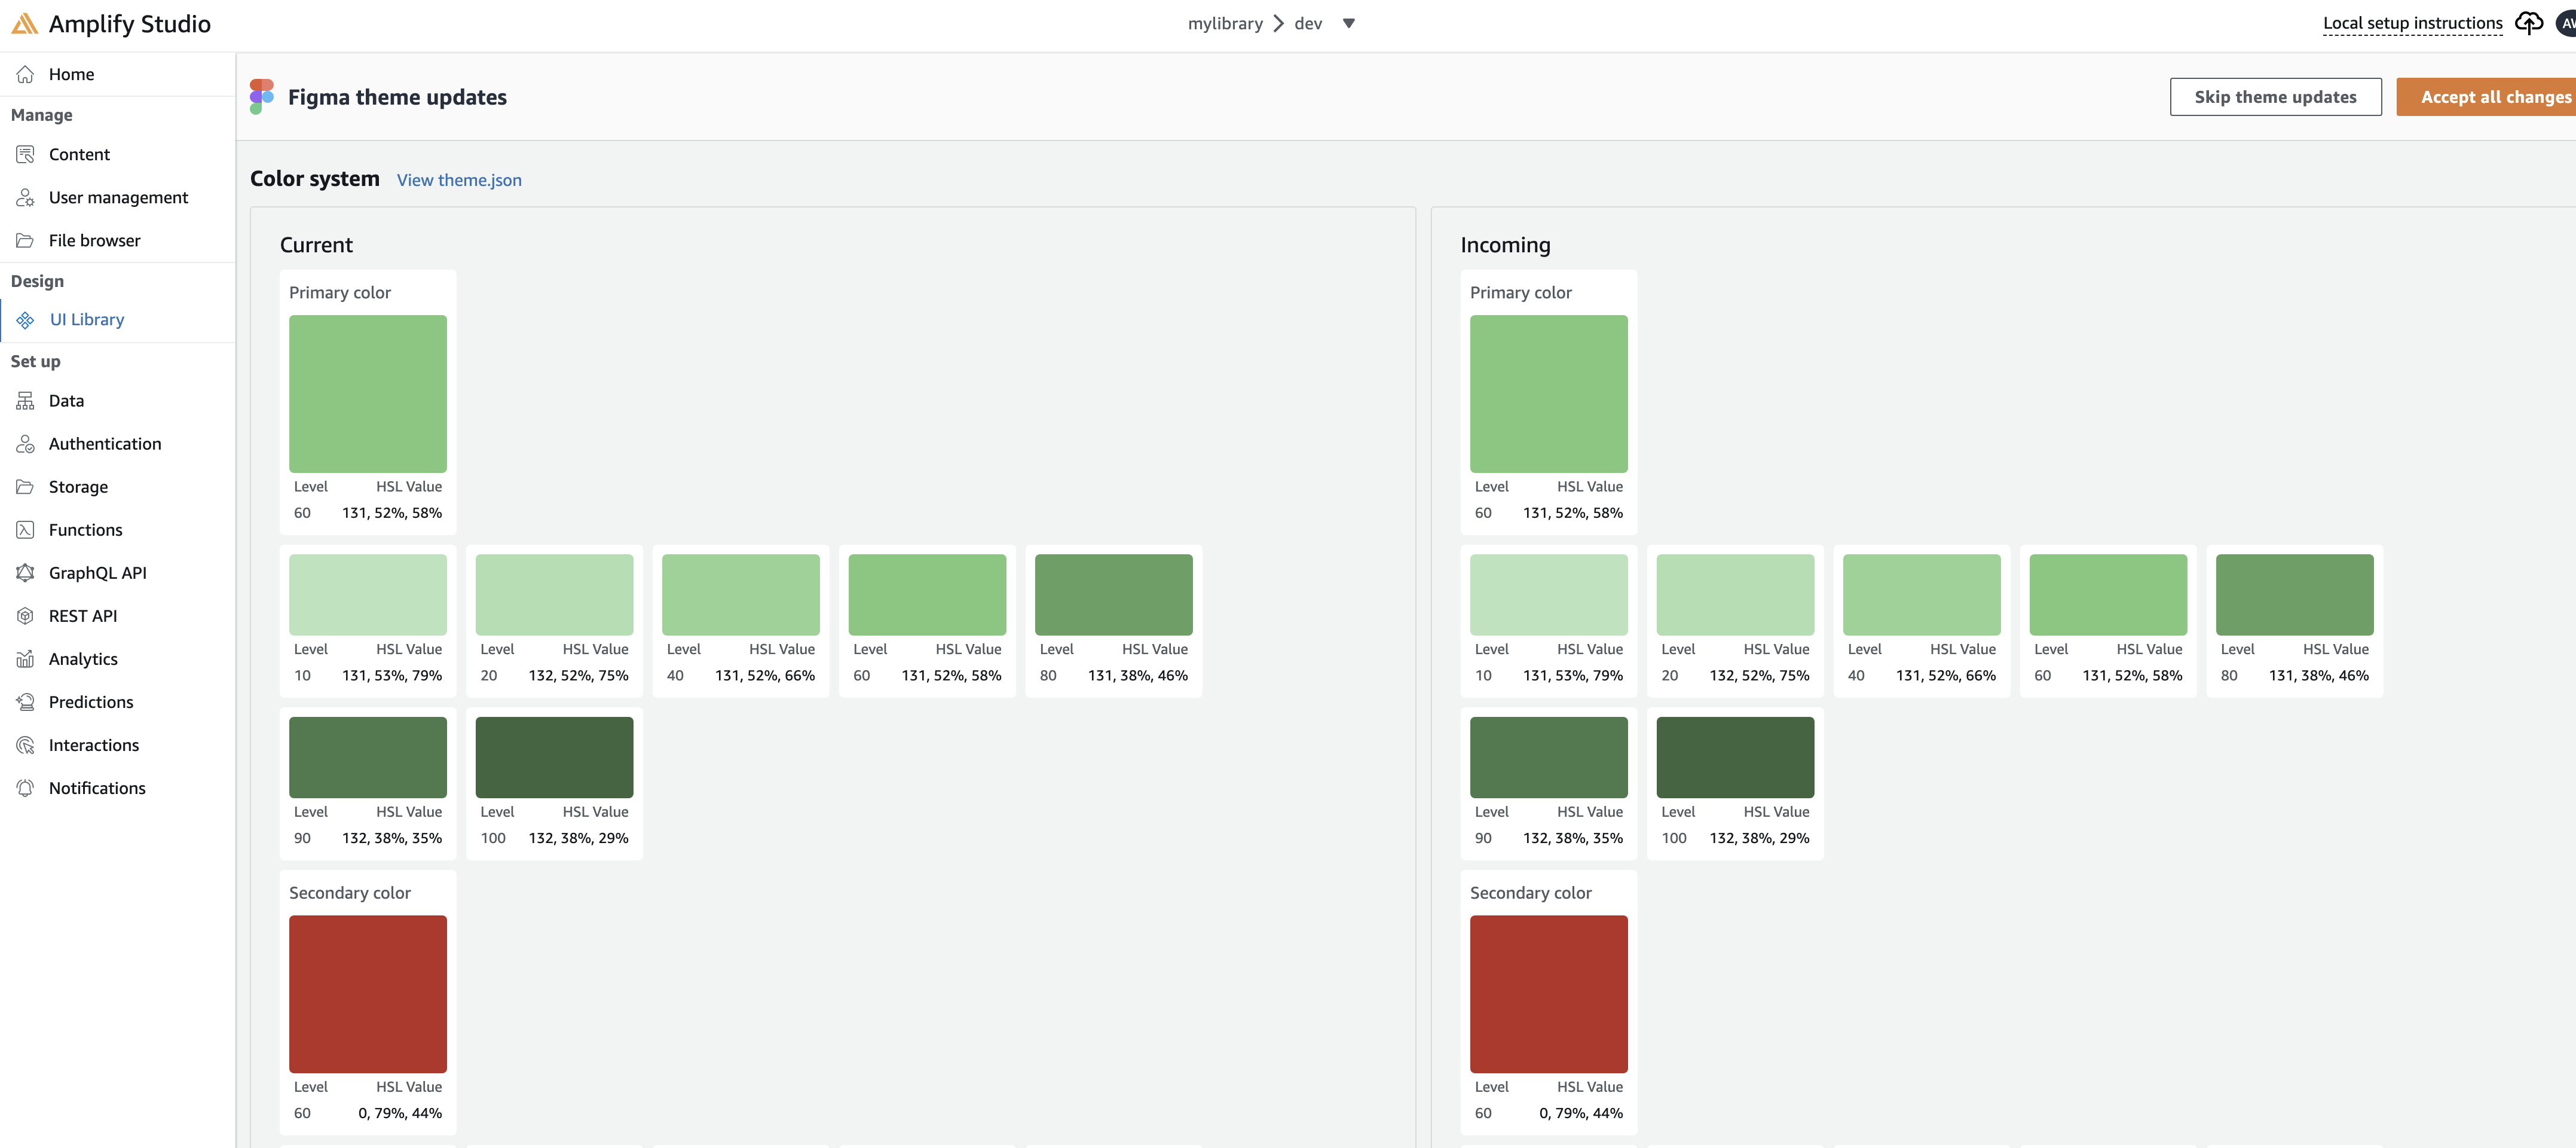 Amplify Studio
mylibrary > dev
Local setup instructions
Home
Manage
Content
User management
File browser
Design
UI Library
Set up
Data
Authentication
Storage
Functions
GraphQL API
REST API
Analytics
Predictions
Interactions
Notifications
Figma theme updates
Skip theme updates
Accept all changes
Color system View theme.json
Current
Primary color
Level HSL Value
60 131, 52%, 58%
Level HSL Value Level HSL Value Level HSL Value Level HSL Value Level HSL Value
10 131, 53%, 79% 20 132, 52%, 75% 40 131, 52%, 66% 60 131, 52%, 58% 80 131, 38%, 46%
Level HSL Value Level HSL Value
90 132, 38%, 35% 100 132, 38%, 29%
Secondary color
Level HSL Value
60 0, 79%, 44%
Incoming
Primary color
Level HSL Value
60 131, 52%, 58%
Level HSL Value Level HSL Value Level HSL Value Level HSL Value Level HSL Value
10 131, 53%, 79% 20 132, 52%, 75% 40 131, 52%, 66% 60 131, 52%, 58% 80 131, 38%, 46%
Level HSL Value Level HSL Value
90 132, 38%, 35% 100 132, 38%, 29%
Secondary color
Level HSL Value
60 0, 79%, 44%